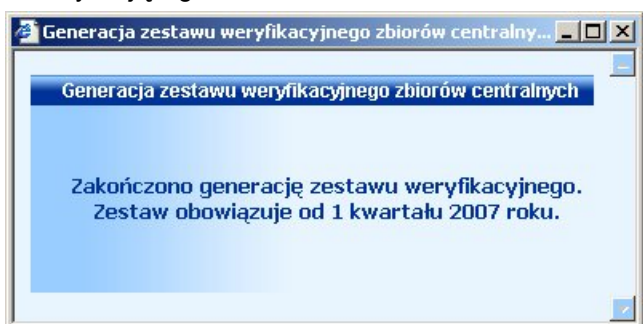 Generacja zestawu weryfikacyjnego zbiorów centralny...
Generacja zestawu weryfikacyjnego zbiorów centralnych
Zakończono generację zestawu weryfikacyjnego.
Zestaw obowiązuje od 1 kwartału 2007 roku.